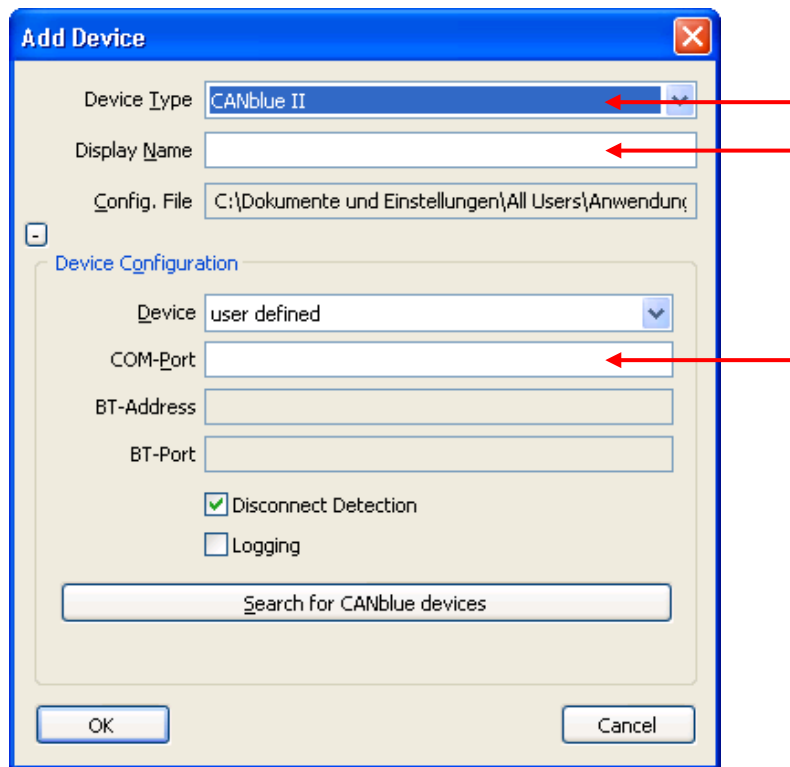 Add Device
Device Type CANblue II
Display Name
Config. File C:\Dokumente und Einstellungen\All Users\Anwendung
-
Device Configuration
Device user defined
COM-Port
BT-Address
BT-Port
Disconnect Detection
Logging
Search for CANblue devices
OK Cancel